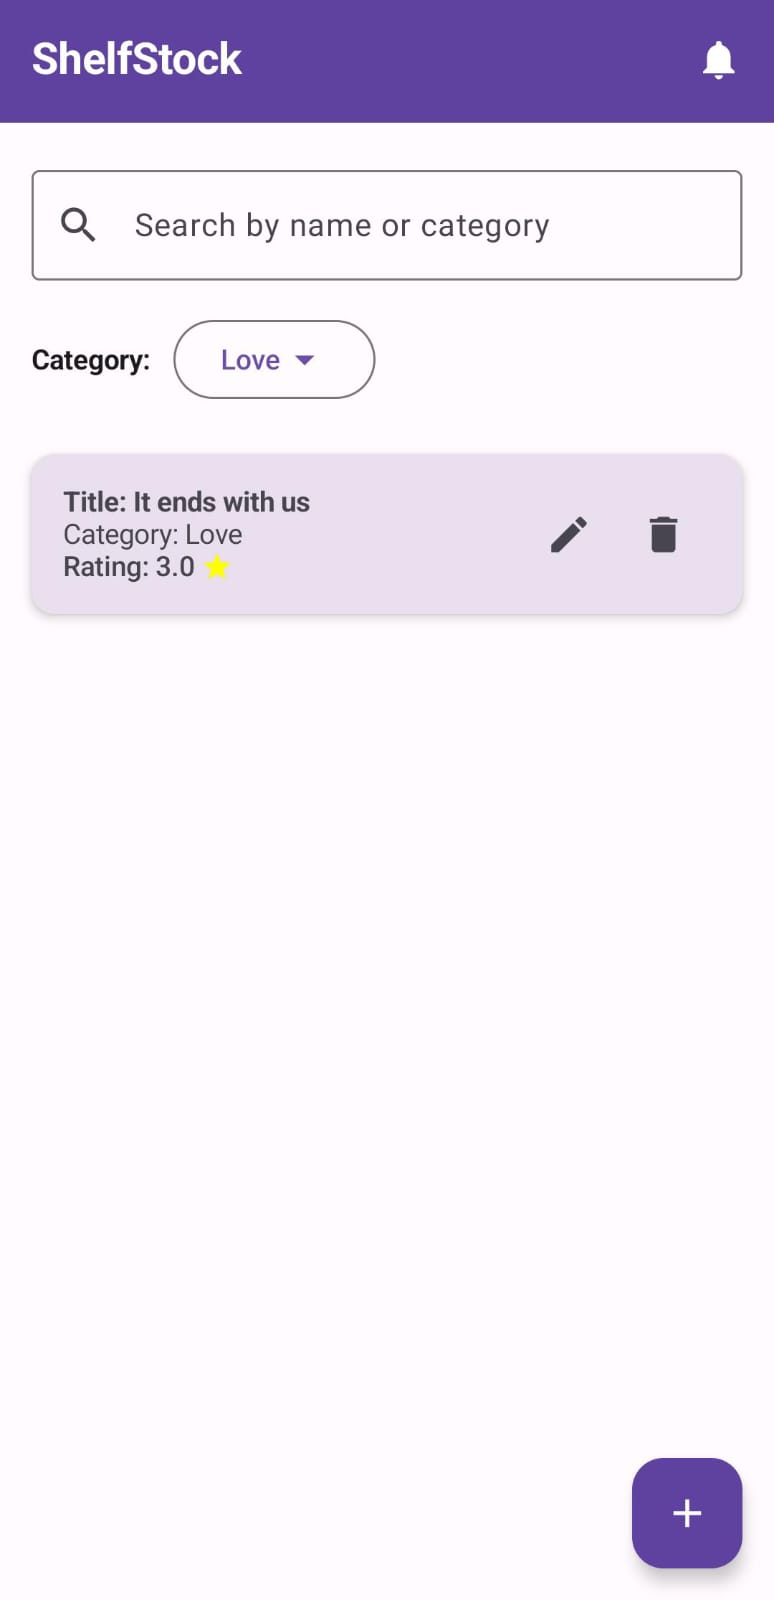 ShelfStock
Search by name or category
Category:
Love
Title: It ends with us
Category: Love
Rating: 3.0